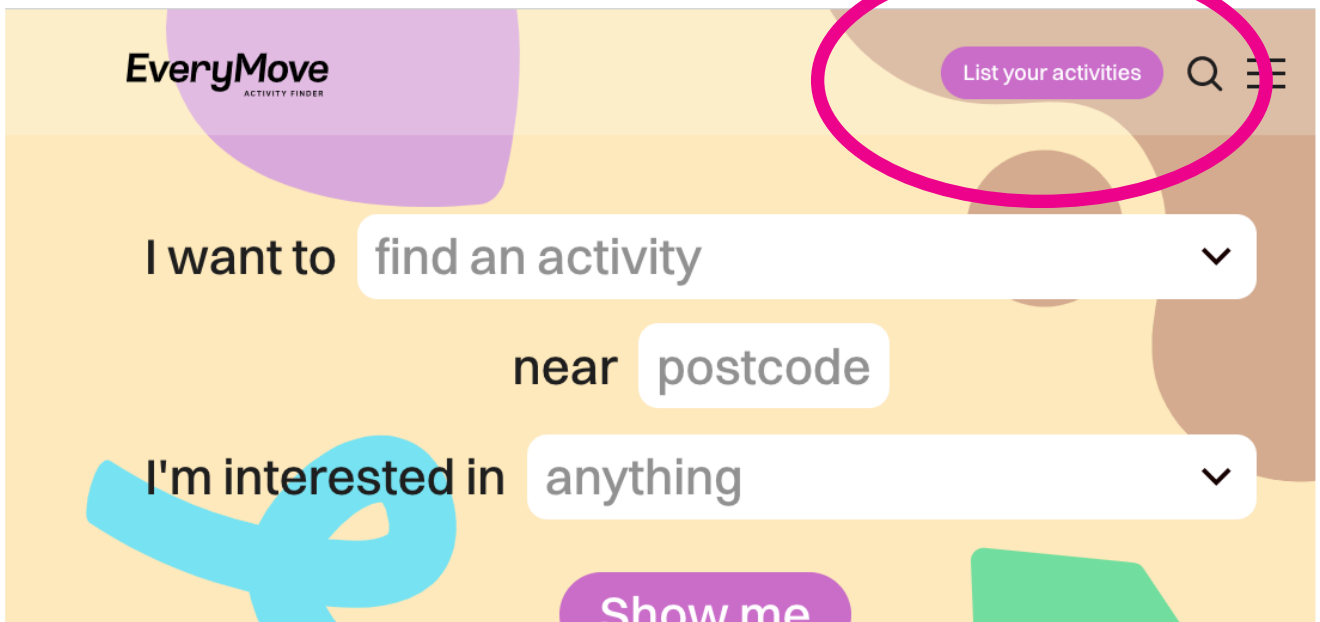 EveryMove
ACTIVITY FINDER
List your activities
I want to find an activity
near postcode
I'm interested in anything
Show me